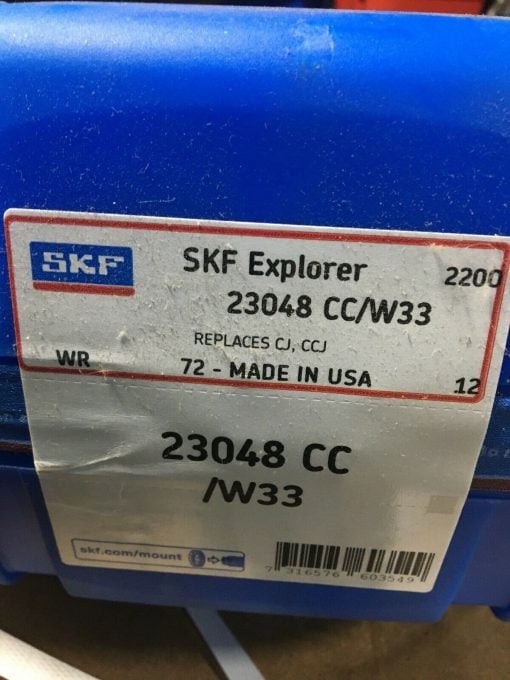 SKF
SKF Explorer 2200
23048 CC/W33
REPLACES CJ, CCJ
WR 72 - MADE IN USA 12
23048 CC
/W33
skf.com/mount
7 316576 603549